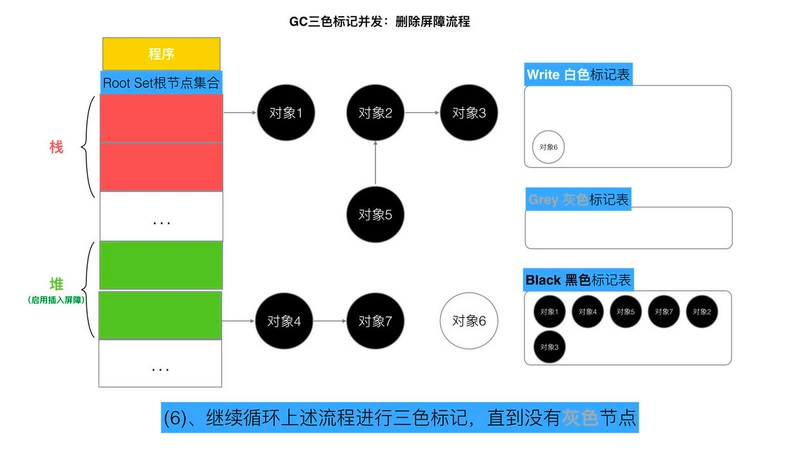 GC三色标记并发：删除屏障流程
程序
Root Set根节点集合
栈
...
堆
（启用插入屏障）
...
对象1
对象2
对象3
对象5
对象4
对象7
对象6
Write 白色标记表
对象6
Grey 灰色标记表
Black 黑色标记表
对象1 对象4 对象5 对象7 对象2
对象3
(6)、继续循环上述流程进行三色标记，直到没有灰色节点